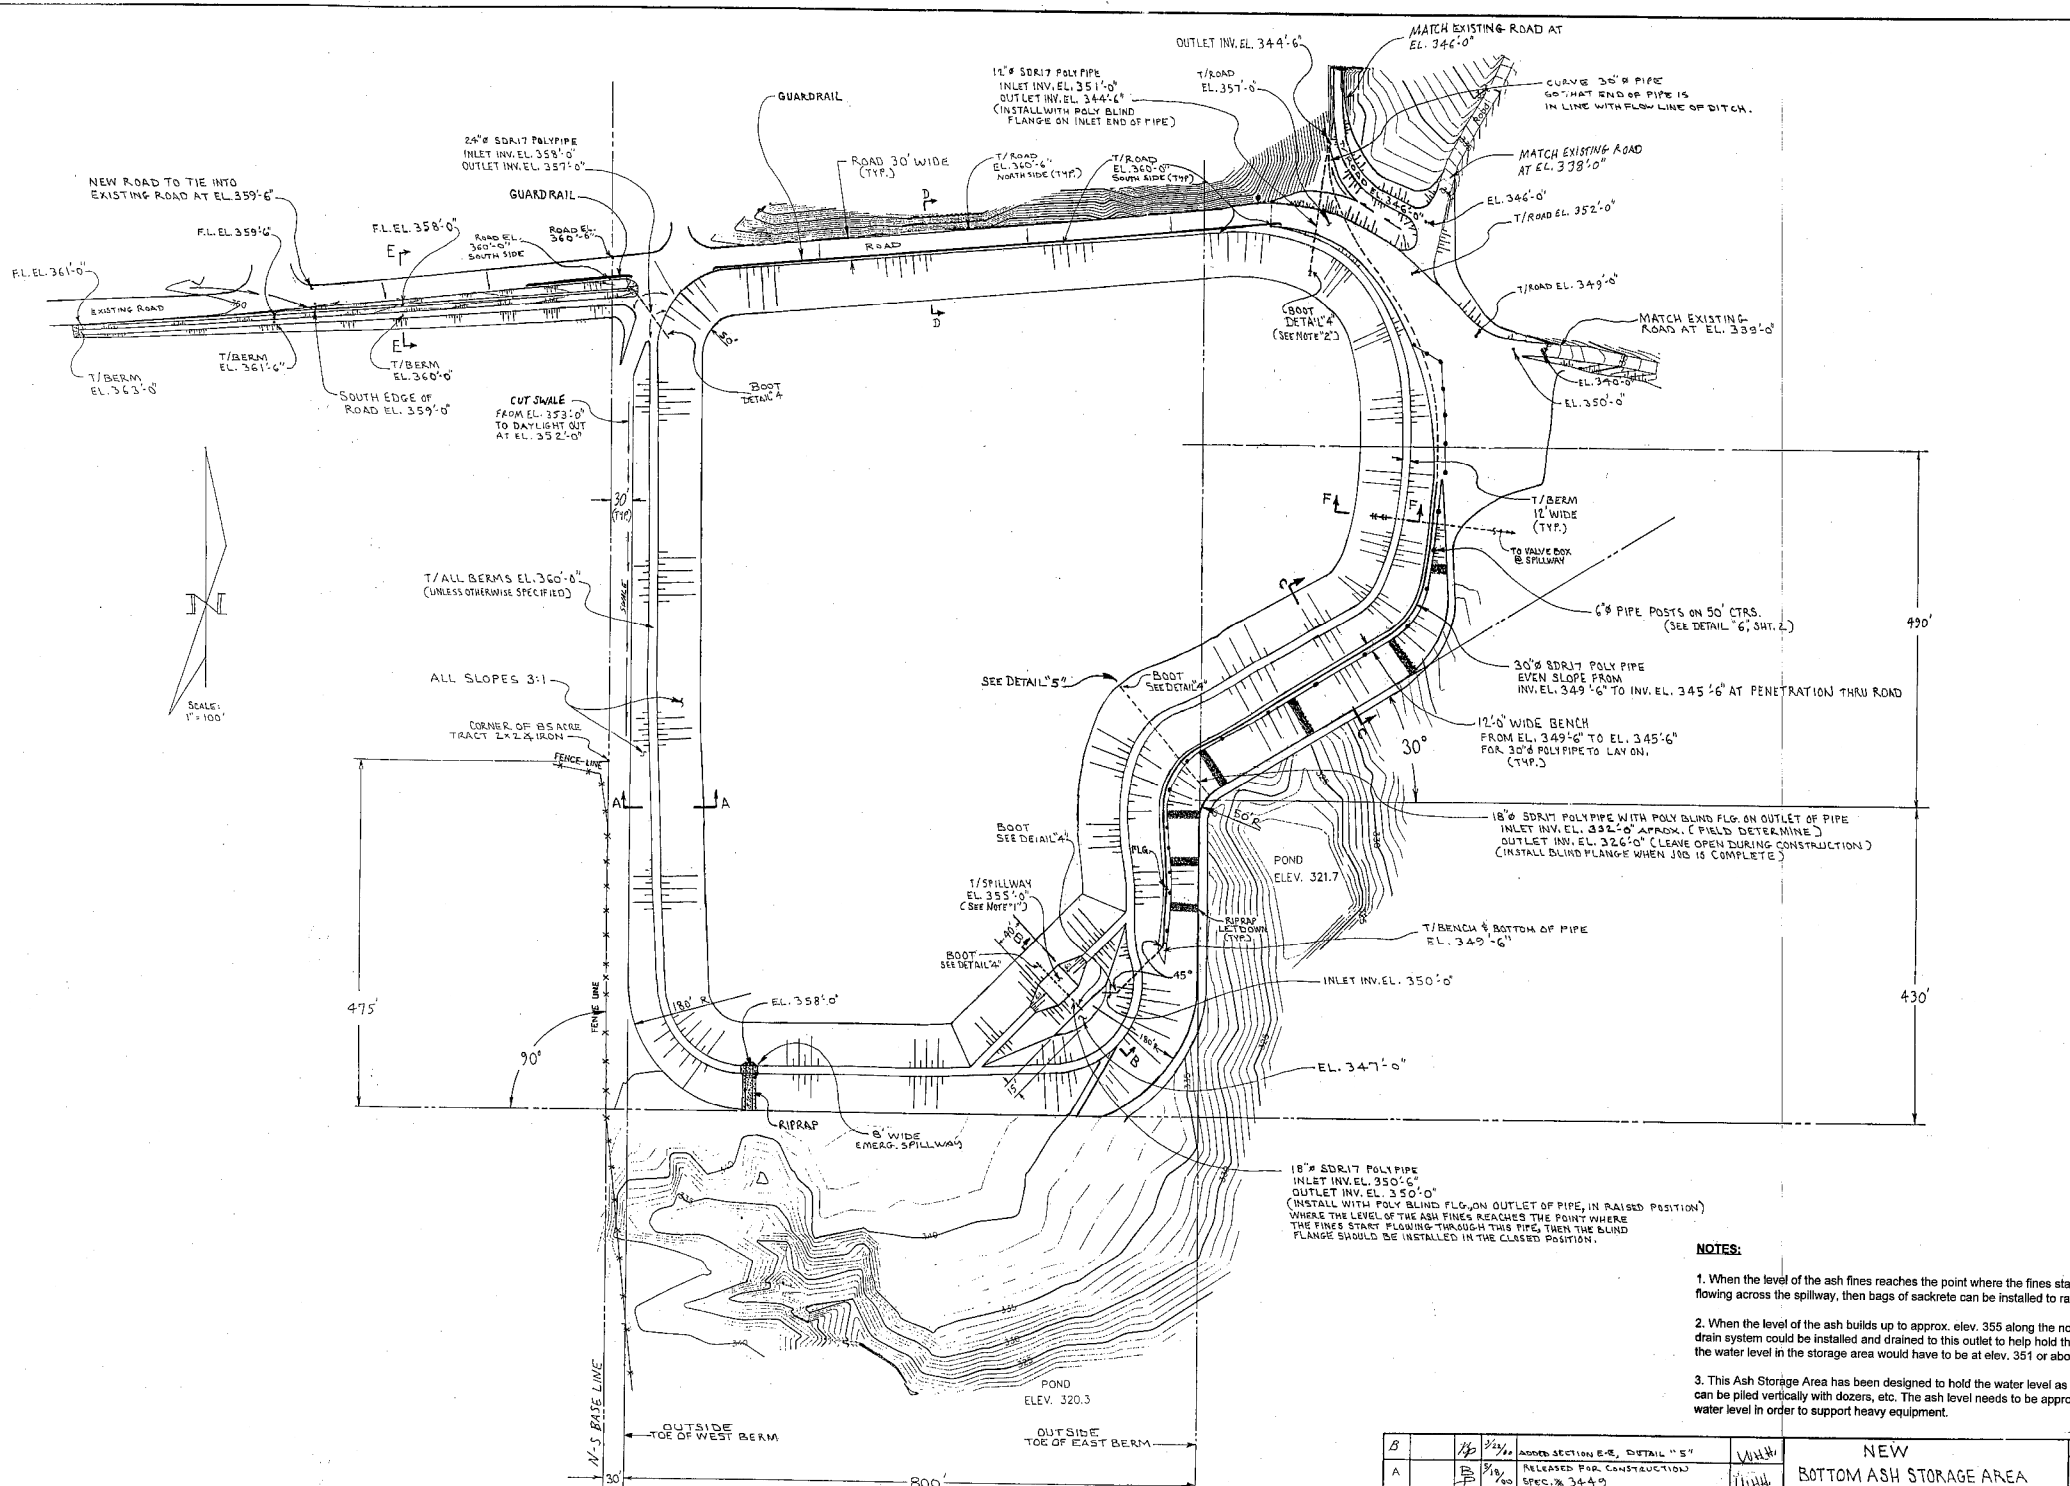 OUTLET INV. EL. 344'-6"
MATCH EXISTING ROAD AT
EL. 346'-0"
12"ø SDR17 POLY PIPE
INLET INV. EL. 351'-0"
OUTLET INV. EL. 344'-6"
(INSTALL WITH POLY BLIND
FLANGE ON INLET END OF PIPE)
T/ROAD
EL. 357'-0"
CURVE 30"ø PIPE
SO THAT END OF PIPE IS
IN LINE WITH FLOW LINE OF DITCH.
GUARDRAIL
24"ø SDR17 POLYPIPE
INLET INV. EL. 358'-0"
OUTLET INV. EL. 357'-0"
GUARDRAIL
ROAD 30' WIDE
(TYP.)
T/ROAD
EL. 360'-6"
NORTH SIDE (TYP.)
T/ROAD
EL. 360'-0"
SOUTH SIDE (TYP)
ROAD
MATCH EXISTING ROAD
AT EL. 338'-0"
NEW ROAD TO TIE INTO
EXISTING ROAD AT EL. 359'-6"
D
T/ROAD EL. 346'-0"
EL. 346'-0"
T/ROAD EL. 352'-0"
F.L. EL. 359'-6"
F.L. EL. 358'-0"
E
ROAD EL.
360'-0"
SOUTH SIDE
ROAD EL.
360'-6"
ROAD
F.L. EL. 361'-0"
EXISTING ROAD
T/ROAD EL. 349'-0"
D
BOOT
DETAIL "4"
(SEE NOTE "2")
MATCH EXISTING
ROAD AT EL. 339'-0"
E
50'
T/BERM
EL. 361'-6"
T/BERM
EL. 360'-0"
T/BERM
EL. 363'-0"
SOUTH EDGE OF
ROAD EL. 359'-0"
BOOT
DETAIL "4
EL. 340'-0"
EL. 350'-0"
CUT SWALE
FROM EL. 353'-0"
TO DAYLIGHT OUT
AT EL. 352'-0"
30'
(TYP.)
F
F
T/BERM
12' WIDE
(TYP.)
TO VALVE BOX
@ SPILLWAY
T/ALL BERMS EL. 360'-0"
(UNLESS OTHERWISE SPECIFIED)
SWALE
C
6"ø PIPE POSTS ON 50' CTRS.
(SEE DETAIL "6", SHT. 2)
490'
N
SCALE:
1" = 100'
ALL SLOPES 3:1
SEE DETAIL "5"
BOOT
SEE DETAIL "4"
30"ø SDR17 POLY PIPE
EVEN SLOPE FROM
INV. EL. 349'-6" TO INV. EL. 345'-6" AT PENETRATION THRU ROAD
CORNER OF 85 ACRE
TRACT 2x2 ∡ IRON
12'-0" WIDE BENCH
FROM EL. 349'-6" TO EL. 345'-6"
FOR 30"ø POLYPIPE TO LAY ON.
(TYP.)
C
30°
FENCE-LINE
A
A
325
330
50'R
18"ø SDR17 POLYPIPE WITH POLY BLIND FLG. ON OUTLET OF PIPE
INLET INV. EL. 332'-0" APROX. (FIELD DETERMINE)
OUTLET INV. EL. 326'-0" (LEAVE OPEN DURING CONSTRUCTION)
(INSTALL BLIND FLANGE WHEN JOB IS COMPLETE)
BOOT
SEE DETAIL "4"
FLG.
POND
ELEV. 321.7
T/SPILLWAY
EL. 355'-0"
(SEE NOTE "1")
40'
B
RIPRAP
LETDOWN
(TYP.)
335
T/BENCH & BOTTOM OF PIPE
EL. 349'-6"
BOOT
SEE DETAIL "4"
45°
INLET INV. EL. 350'-0"
430'
475'
FENCE LINE
180' R
EL. 358'-0"
90°
180'R
B
15'
EL. 347'-0"
335
RIPRAP
8' WIDE
EMERG. SPILLWAY
330
18"ø SDR17 POLYPIPE
INLET INV. EL. 350'-6"
OUTLET INV. EL. 350'-0"
(INSTALL WITH POLY BLIND FLG., ON OUTLET OF PIPE, IN RAISED POSITION)
WHERE THE LEVEL OF THE ASH FINES REACHES THE POINT WHERE
THE FINES START FLOWING THROUGH THIS PIPE, THEN THE BLIND
FLANGE SHOULD BE INSTALLED IN THE CLOSED POSITION.
340
335
330
325
NOTES:
1. When the level of the ash fines reaches the point where the fines sta
flowing across the spillway, then bags of sackrete can be installed to ra
2. When the level of the ash builds up to approx. elev. 355 along the no
drain system could be installed and drained to this outlet to help hold th
the water level in the storage area would have to be at elev. 351 or abo
3. This Ash Storage Area has been designed to hold the water level as
can be piled vertically with dozers, etc. The ash level needs to be appro
water level in order to support heavy equipment.
POND
ELEV. 320.3
N-S BASE LINE
OUTSIDE
TOE OF WEST BERM
OUTSIDE
TOE OF EAST BERM
30'
800'
B ADDED SECTION E-E, DETAIL "5"
A RELEASED FOR CONSTRUCTION
SPEC. # 3449
NEW
BOTTOM ASH STORAGE AREA